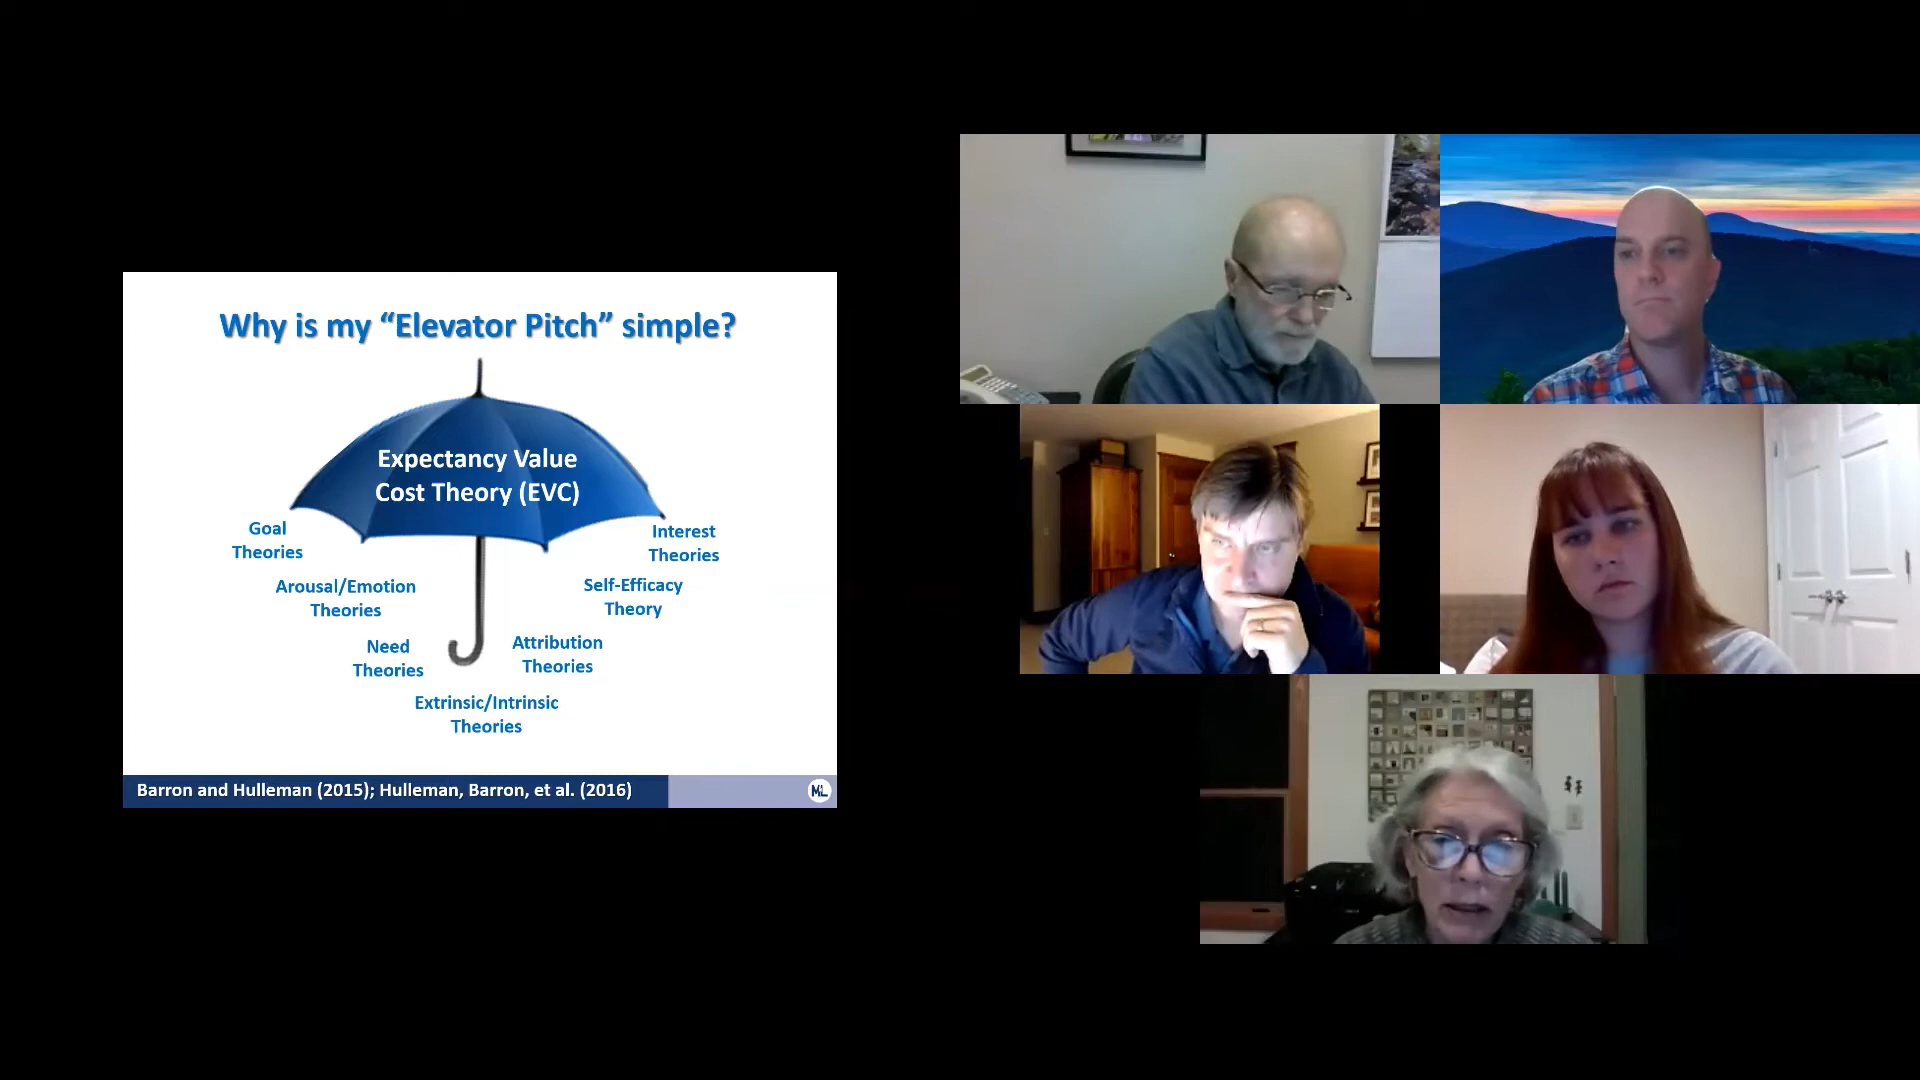 Why is my “Elevator Pitch” simple?
Expectancy Value
Cost Theory (EVC)
Goal
Theories
Interest
Theories
Arousal/Emotion
Theories
Self-Efficacy
Theory
Need
Theories
Attribution
Theories
Extrinsic/Intrinsic
Theories
Barron and Hulleman (2015); Hulleman, Barron, et al. (2016)
ML